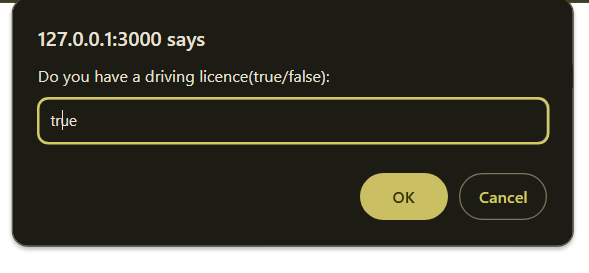 127.0.0.1:3000 says
Do you have a driving licence(true/false):
true
OK Cancel